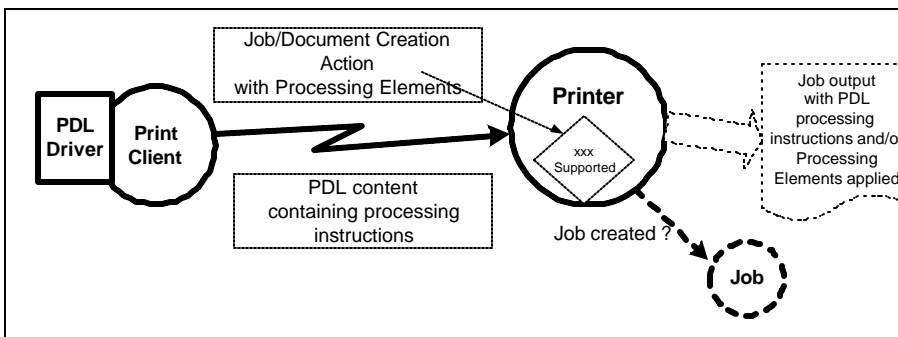 Job/Document Creation
Action
with Processing Elements
PDL
Driver
Print
Client
PDL content
containing processing
instructions
Printer
xxx
Supported
Job created ?
Job
Job output
with PDL
processing
instructions and/o
Processing
Elements applied